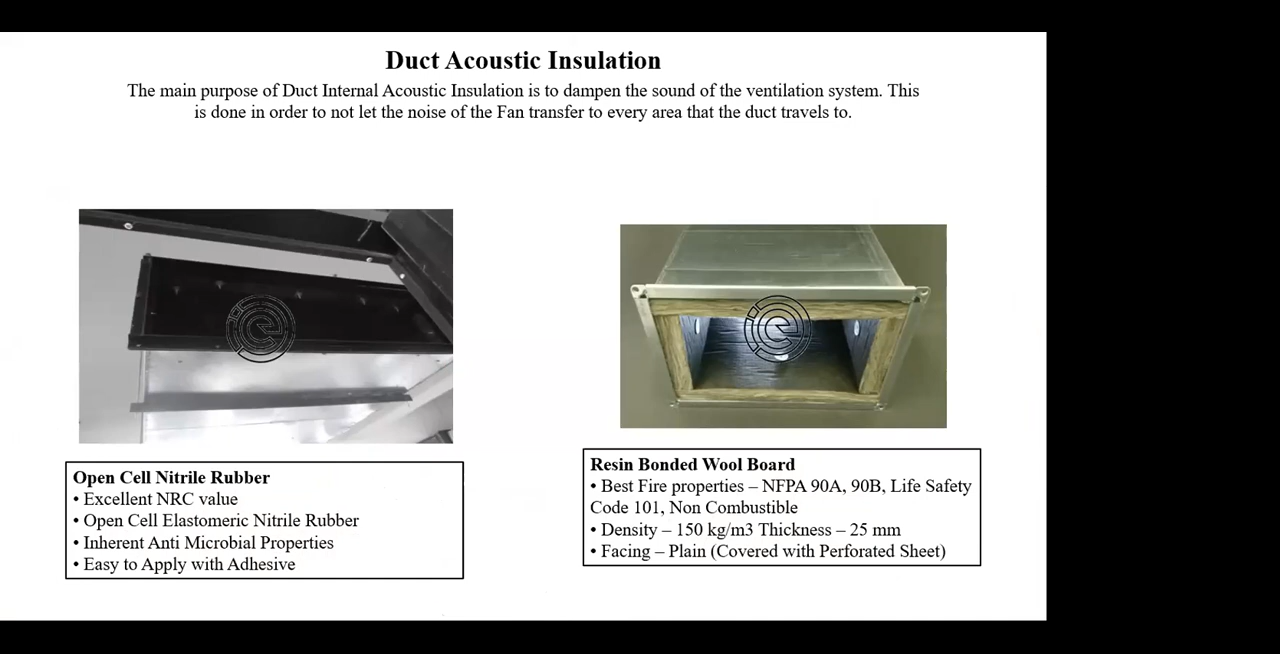 Duct Acoustic Insulation
The main purpose of Duct Internal Acoustic Insulation is to dampen the sound of the ventilation system. This
is done in order to not let the noise of the Fan transfer to every area that the duct travels to.
Open Cell Nitrile Rubber
• Excellent NRC value
• Open Cell Elastomeric Nitrile Rubber
• Inherent Anti Microbial Properties
• Easy to Apply with Adhesive
Resin Bonded Wool Board
• Best Fire properties – NFPA 90A, 90B, Life Safety
Code 101, Non Combustible
• Density – 150 kg/m3 Thickness – 25 mm
• Facing – Plain (Covered with Perforated Sheet)